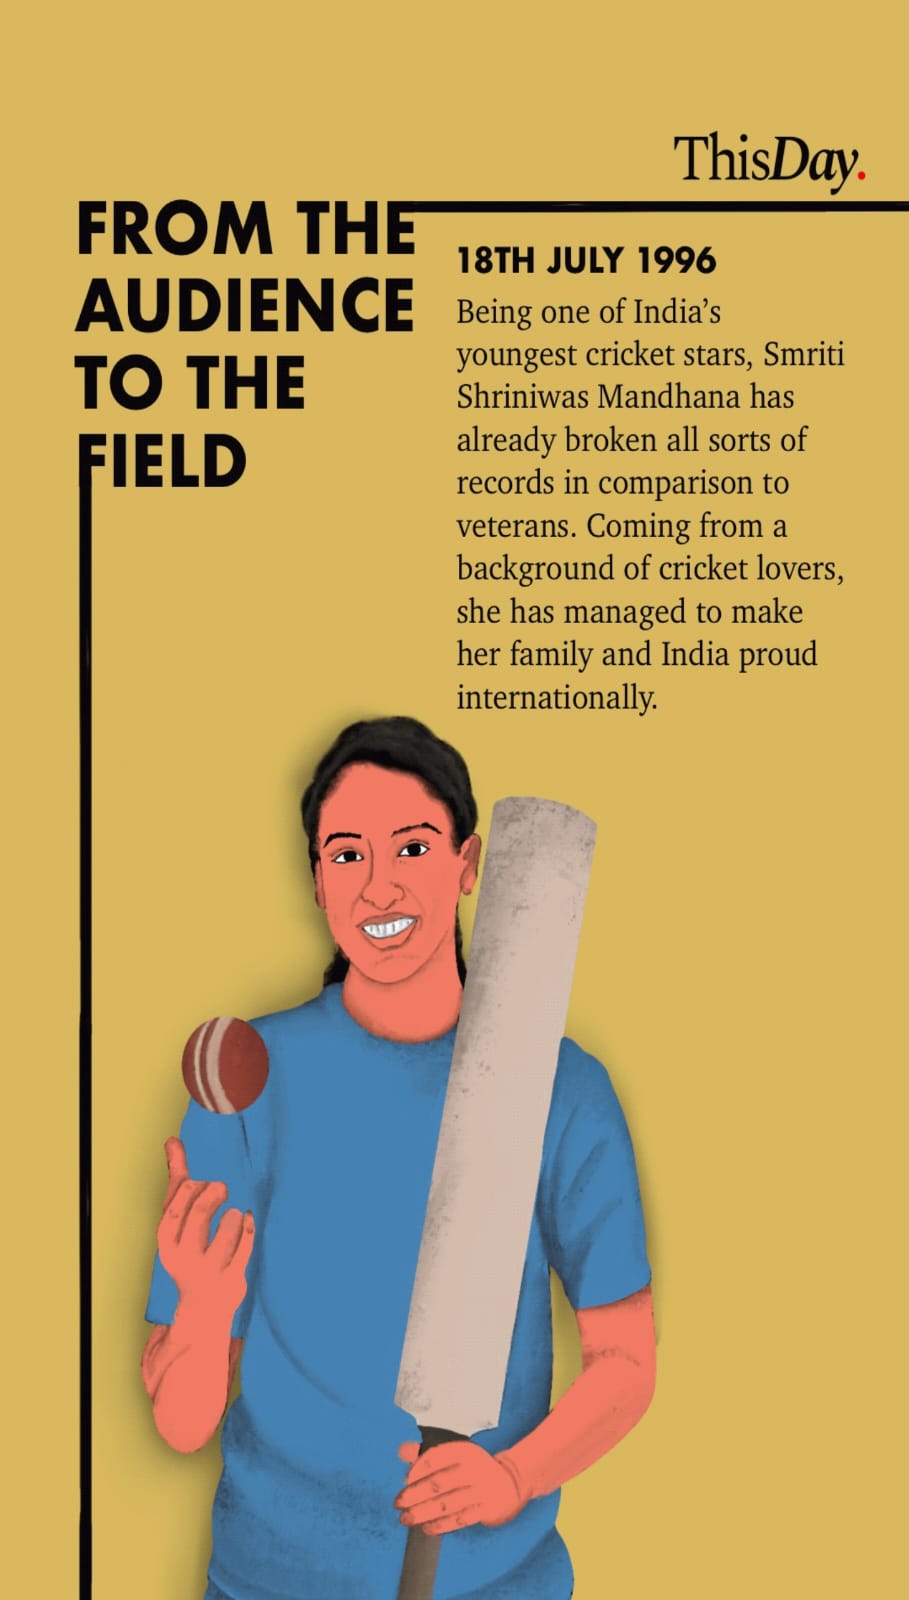 ThisDay.
FROM THE
AUDIENCE
TO THE
FIELD
18TH JULY 1996
Being one of India’s
youngest cricket stars, Smriti
Shriniwas Mandhana has
already broken all sorts of
records in comparison to
veterans. Coming from a
background of cricket lovers,
she has managed to make
her family and India proud
internationally.